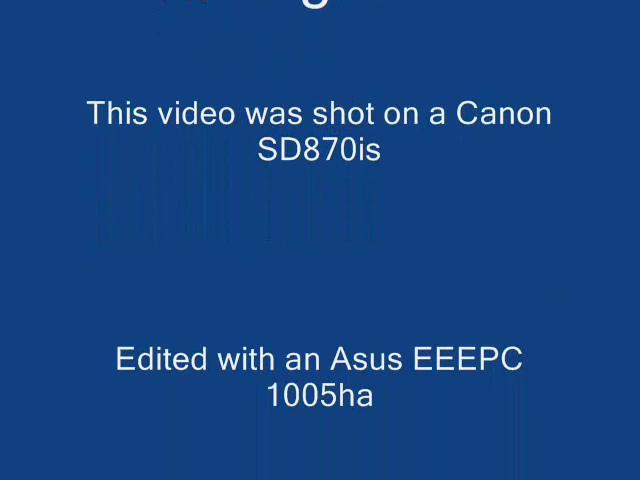 This video was shot on a Canon
SD870is
Edited with an Asus EEEPC
1005ha